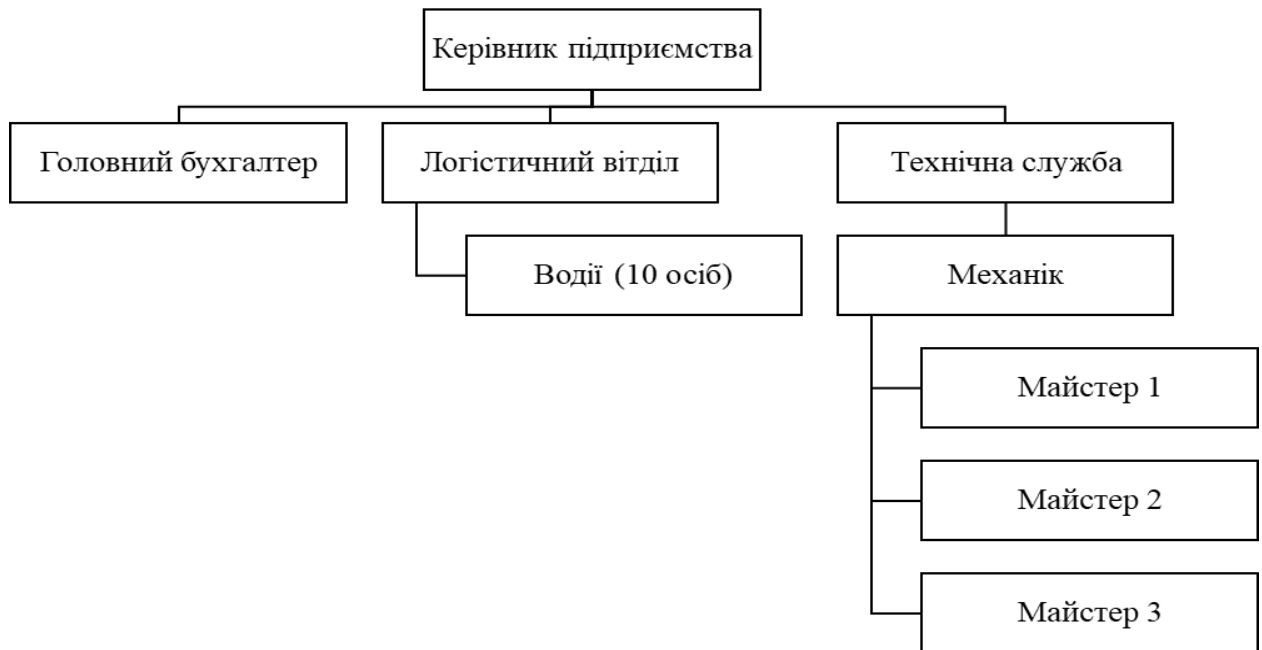 Керівник підприємства
Головний бухгалтер
Логістичний вітділ
Технічна служба
Водії (10 осіб)
Механік
Майстер 1
Майстер 2
Майстер 3